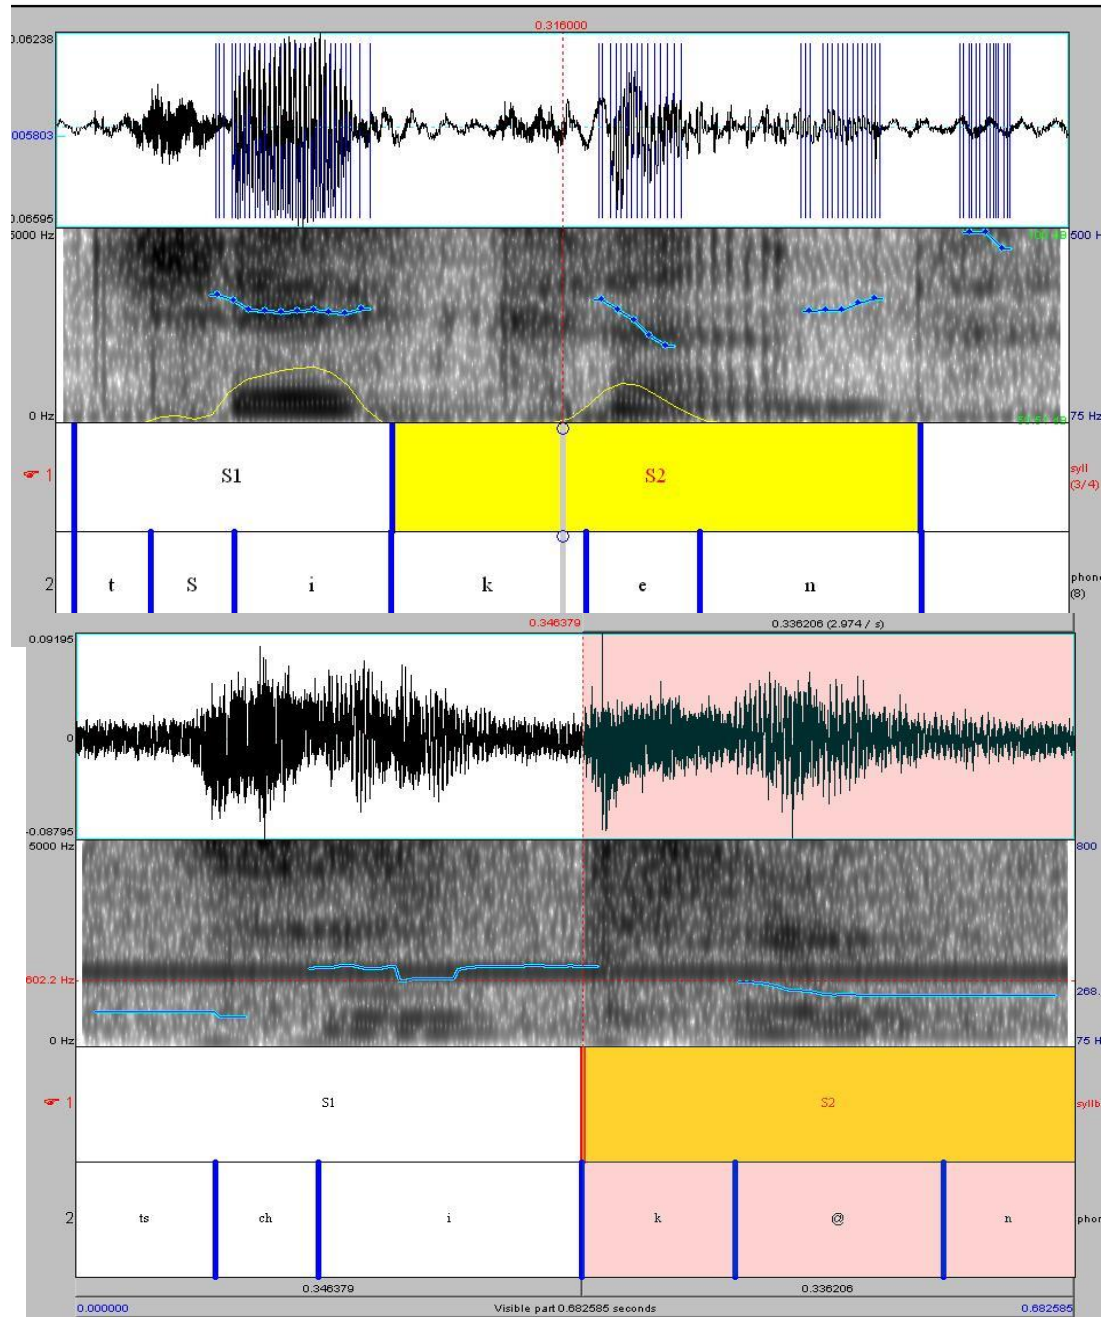 0.316000
0.06238
005803
0.06595
5000 Hz
500 H
0 Hz
75 Hz
1
S1
S2
syll
(3/4)
2
t
S
i
k
e
n
phone
(8)
0.346379
0.336206 (2.974 / s)
0.09195
0
-0.08795
5000 Hz
800
602.2 Hz
268.
0 Hz
75 H
1
S1
S2
syllb
2
ts
ch
i
k
@
n
phon
0.346379
0.336206
0.000000
Visible part 0.682585 seconds
0.682585